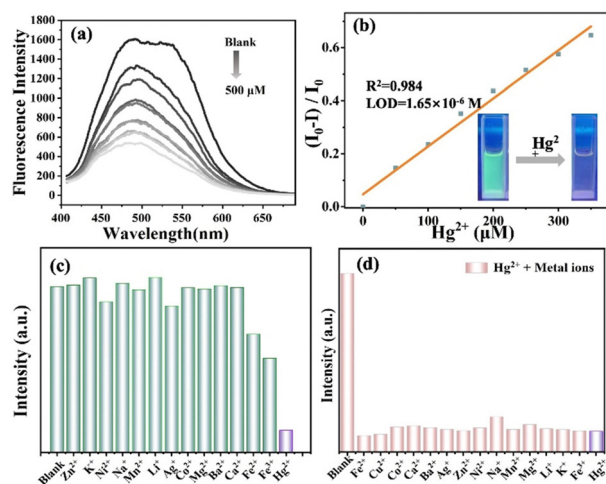 (a)
Blank
500 μM
Fluorescence Intensity
1800
1600
1400
1200
1000
800
600
400
200
0
400 450 500 550 600 650
Wavelength(nm)
(b)
R²=0.984
LOD=1.65×10⁻⁶ M
Hg²
+
(I₀-I) / I₀
0.6
0.4
0.2
0.0
0 100 200 300
Hg²⁺ (μM)
(c)
Intensity (a.u.)
Blank Zn²⁺ K⁺ Ni²⁺ Na⁺ Mn²⁺ Li⁺ Ag⁺ Co²⁺ Mg²⁺ Ba²⁺ Ca²⁺ Fe²⁺ Fe³⁺ Hg²⁺
(d)
Hg²⁺ + Metal ions
Intensity (a.u.)
Blank Fe²⁺ Cu²⁺ Co²⁺ Ca²⁺ Ba²⁺ Ag⁺ Zn²⁺ Ni²⁺ Na⁺ Mn²⁺ Mg²⁺ Li⁺ K⁺ Fe³⁺ Hg²⁺